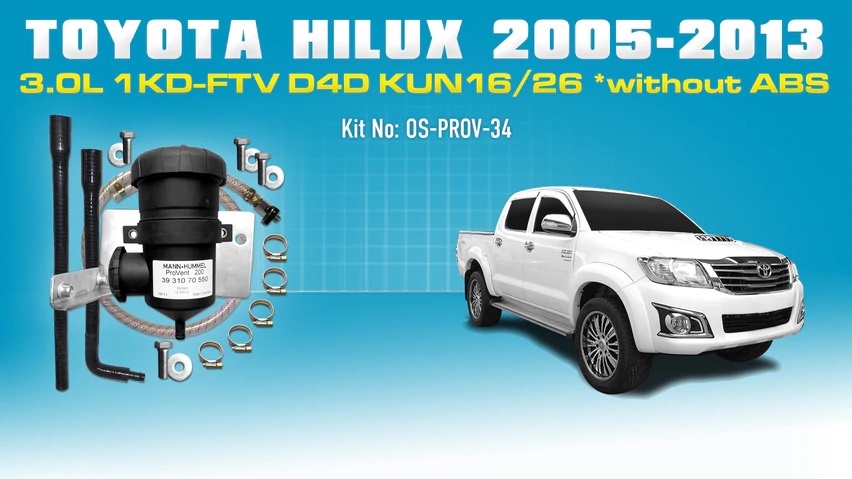 TOYOTA HILUX 2005-2013
3.0L 1KD-FTV D4D KUN16/26 *without ABS
Kit No: OS-PROV-34
MANN+HUMMEL
ProVent 200
39 310 70 550